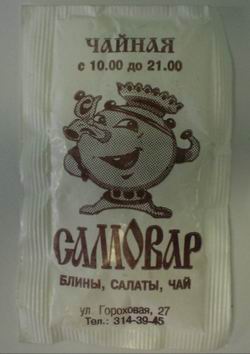 ЧАЙНАЯ
с 10.00 до 21.00
САМОВАР
БЛИНЫ, САЛАТЫ, ЧАЙ
ул Гороховая, 27
Тел.: 314-39-45